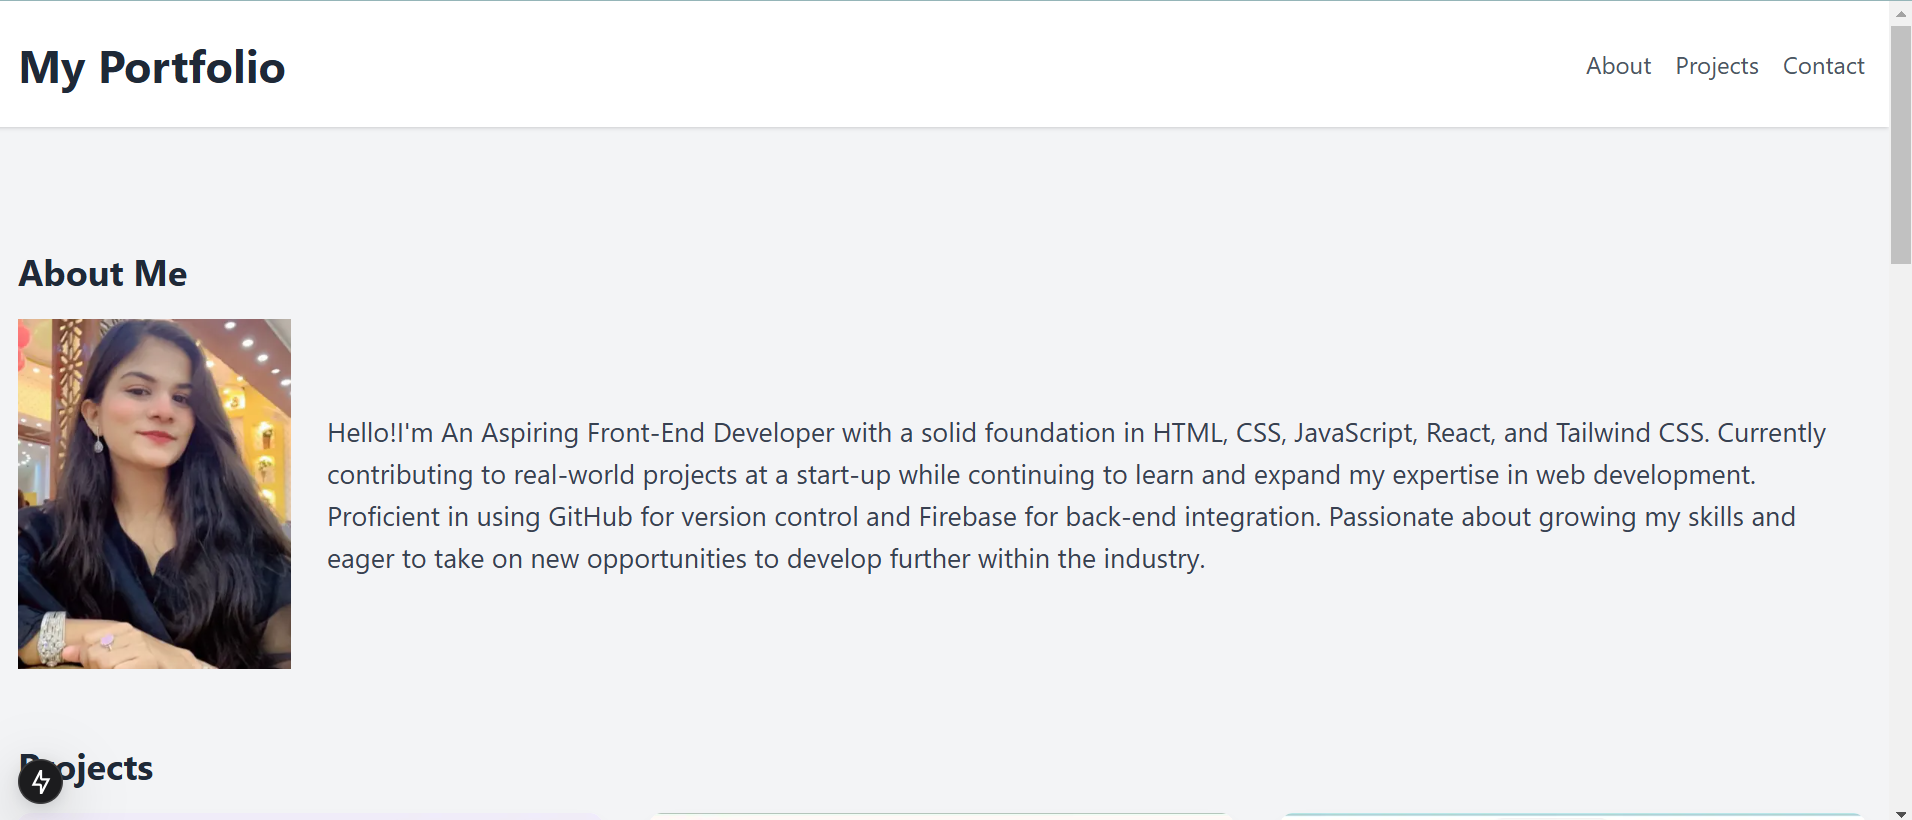 My Portfolio
About Projects Contact
About Me
Hello!I'm An Aspiring Front-End Developer with a solid foundation in HTML, CSS, JavaScript, React, and Tailwind CSS. Currently
contributing to real-world projects at a start-up while continuing to learn and expand my expertise in web development.
Proficient in using GitHub for version control and Firebase for back-end integration. Passionate about growing my skills and
eager to take on new opportunities to develop further within the industry.
Projects